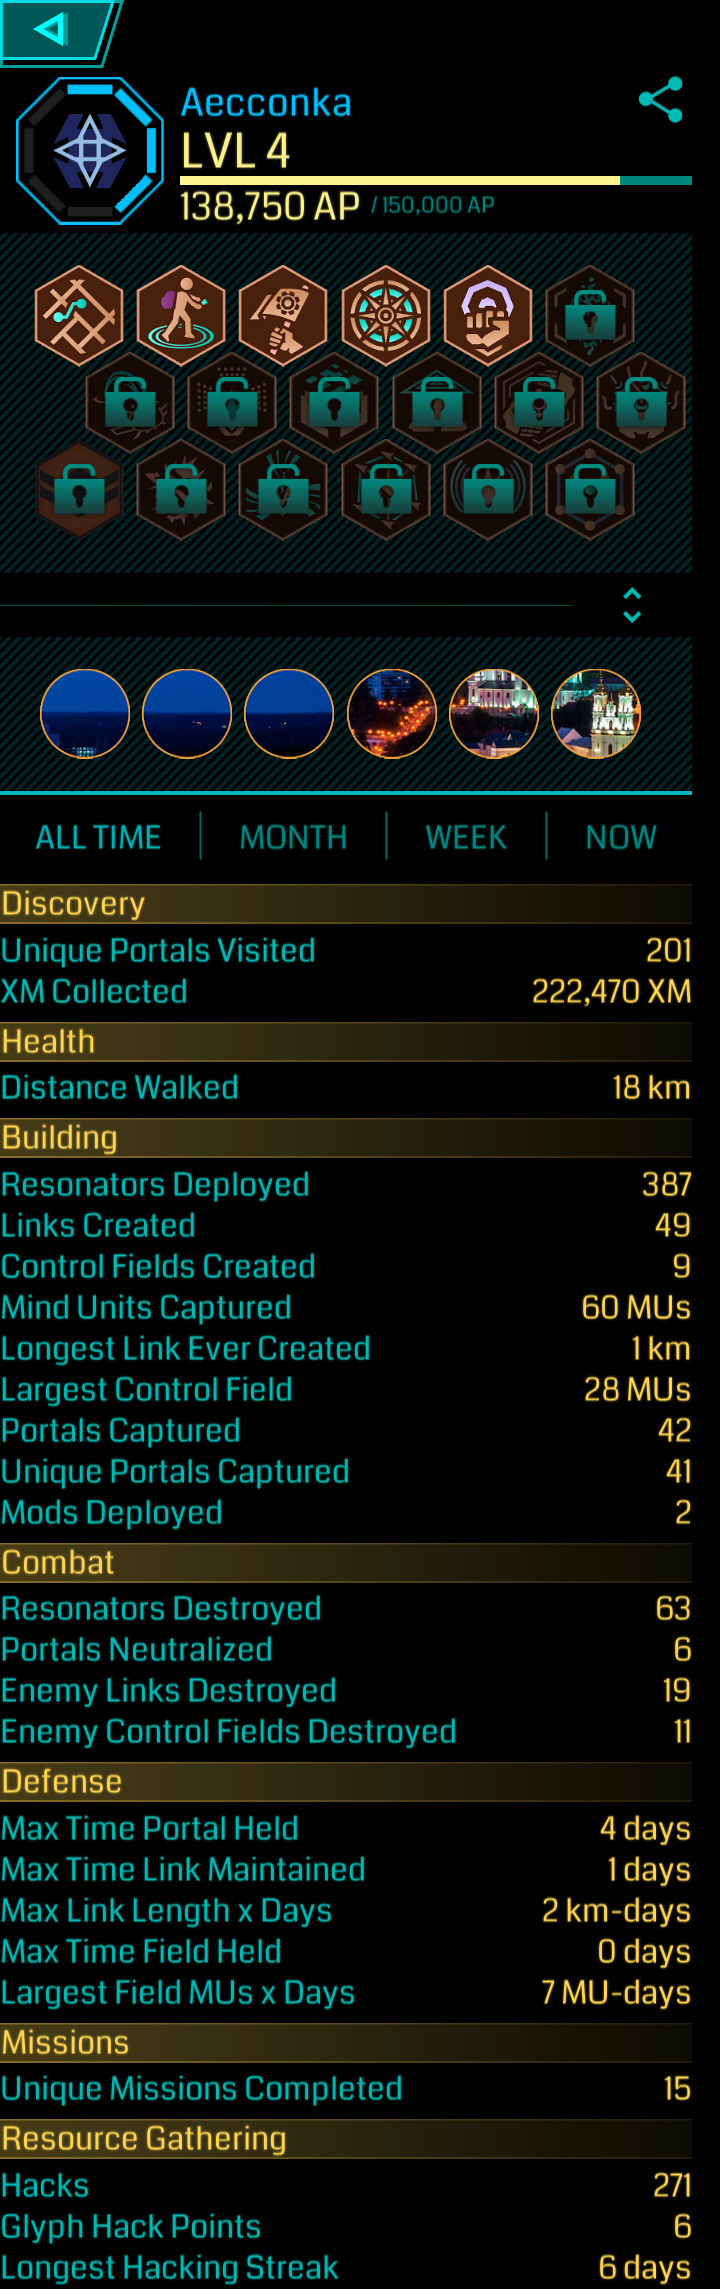 Aecconka
LVL 4
138,750 AP / 150,000 AP
ALL TIME MONTH WEEK NOW
Discovery
Unique Portals Visited 201
XM Collected 222,470 XM
Health
Distance Walked 18 km
Building
Resonators Deployed 387
Links Created 49
Control Fields Created 9
Mind Units Captured 60 MUs
Longest Link Ever Created 1 km
Largest Control Field 28 MUs
Portals Captured 42
Unique Portals Captured 41
Mods Deployed 2
Combat
Resonators Destroyed 63
Portals Neutralized 6
Enemy Links Destroyed 19
Enemy Control Fields Destroyed 11
Defense
Max Time Portal Held 4 days
Max Time Link Maintained 1 days
Max Link Length x Days 2 km-days
Max Time Field Held 0 days
Largest Field MUs x Days 7 MU-days
Missions
Unique Missions Completed 15
Resource Gathering
Hacks 271
Glyph Hack Points 6
Longest Hacking Streak 6 days